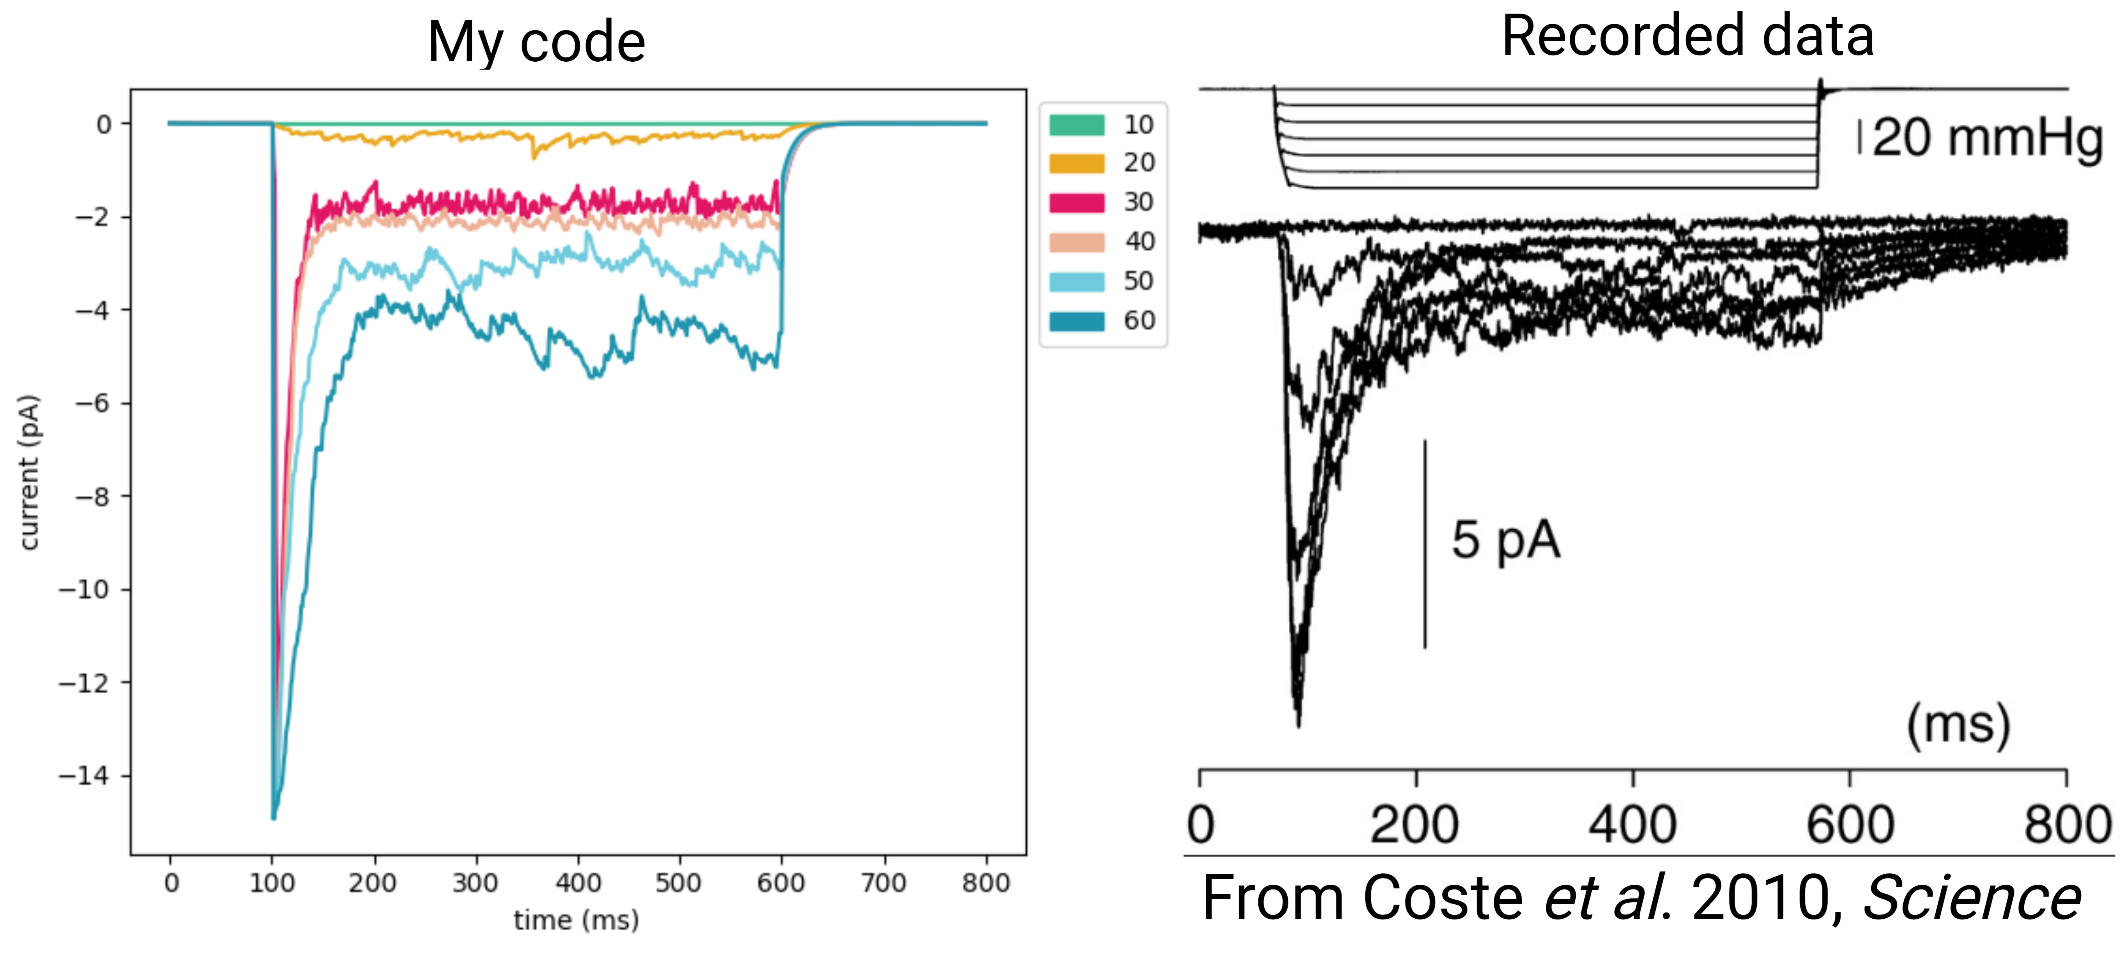 My code
0
−2
−4
−6
−8
−10
−12
−14
current (pA)
0 100 200 300 400 500 600 700 800
time (ms)
10
20
30
40
50
60
Recorded data
20 mmHg
5 pA
(ms)
0 200 400 600 800
From Coste et al. 2010, Science